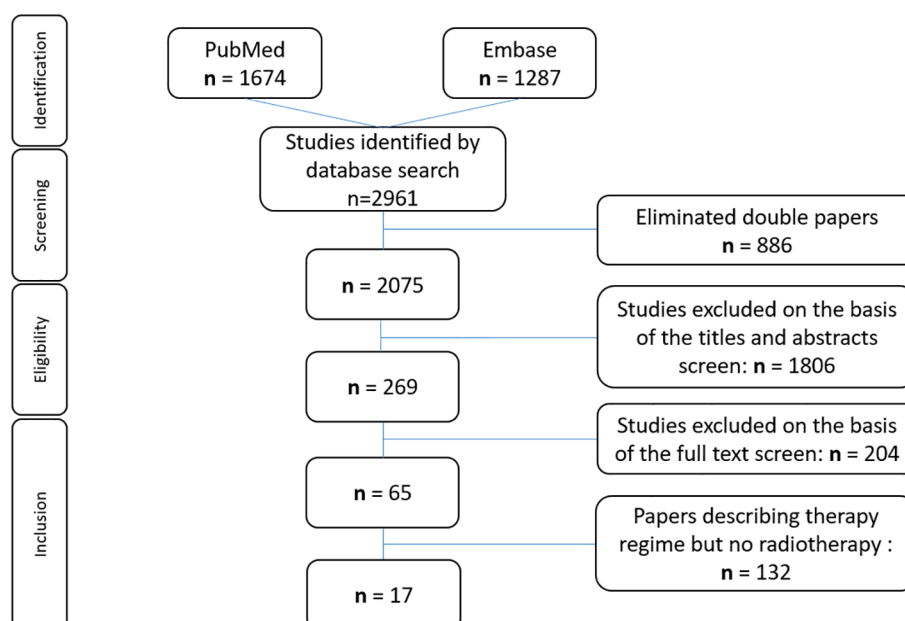 Identification
PubMed
n = 1674
Embase
n = 1287
Studies identified by
database search
n=2961
Screening
Eliminated double papers
n = 886
n = 2075
Eligibility
Studies excluded on the basis
of the titles and abstracts
screen: n = 1806
n = 269
Studies excluded on the basis
of the full text screen: n = 204
Inclusion
n = 65
Papers describing therapy
regime but no radiotherapy :
n = 132
n = 17